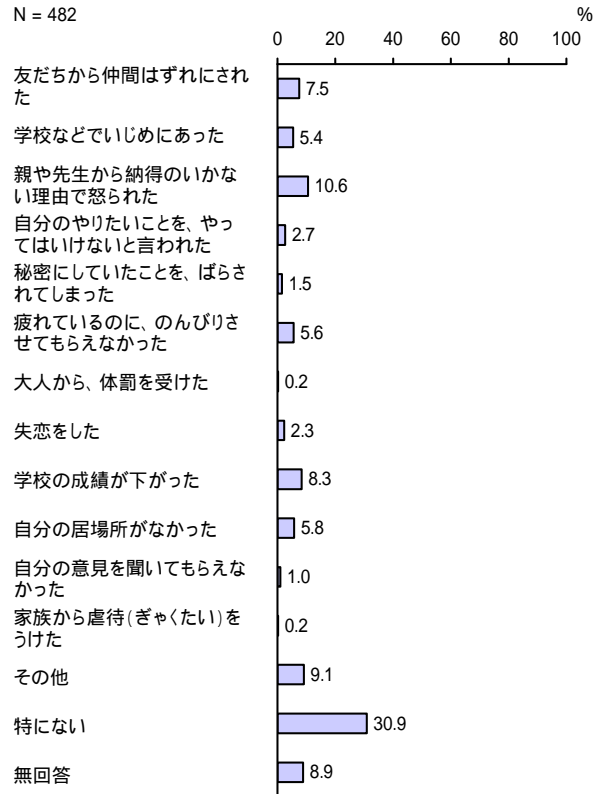 N = 482
%
0 20 40 60 80 100
友だちから仲間はずれにされ
た
7.5
学校などでいじめにあった
5.4
親や先生から納得のいかな
い理由で怒られた
10.6
自分のやりたいことを、やっ
てはいけないと言われた
2.7
秘密にしていたことを、ばらさ
れてしまった
1.5
疲れているのに、のんびりさ
せてもらえなかった
5.6
大人から、体罰を受けた
0.2
失恋をした
2.3
学校の成績が下がった
8.3
自分の居場所がなかった
5.8
自分の意見を聞いてもらえな
かった
1.0
家族から虐待(ぎゃくたい)を
うけた
0.2
その他
9.1
特にない
30.9
無回答
8.9